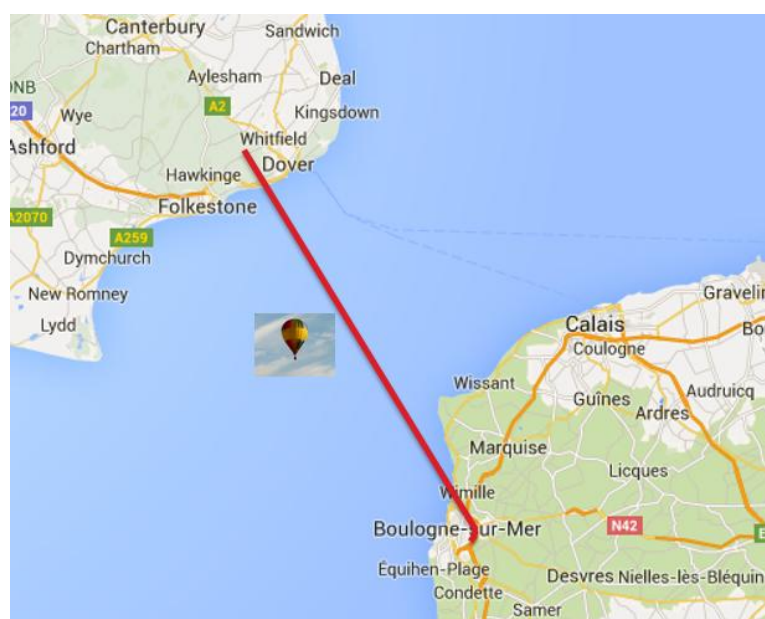 Canterbury
Sandwich
Chartham
Aylesham
Deal
20
Wye
A2
Kingsdown
Ashford
Whitfield
Dover
Hawkinge
Folkestone
A2070
A259
Dymchurch
New Romney
Lydd
Calais
Coulogne
Wissant
Guînes
Audruicq
Ardres
Marquise
Licques
Wimille
Boulogne-sur-Mer
N42
Équihen-Plage
Desvres
Nielles-lès-Bléquin
Condette
Samer